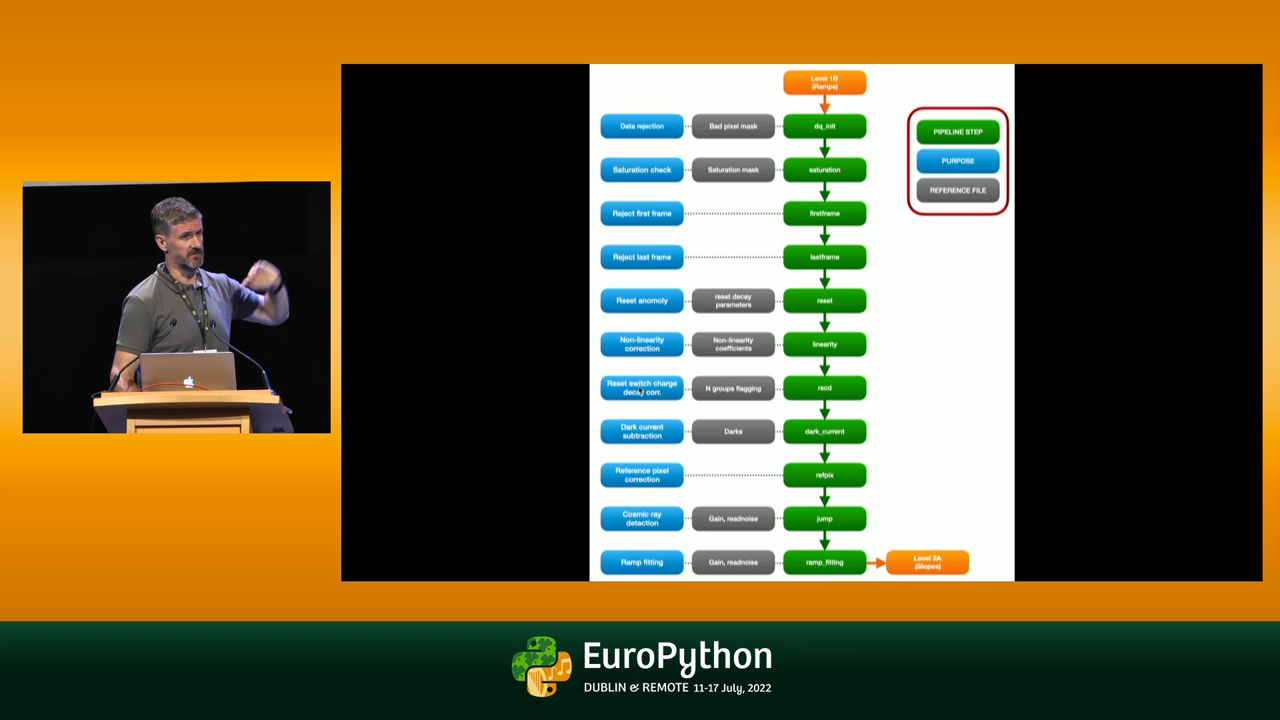 Level 1B
(Ramps)
Data rejection
Bad pixel mask
dq_init
PIPELINE STEP
Saturation check
Saturation mask
saturation
PURPOSE
REFERENCE FILE
Reject first frame
firstframe
Reject last frame
lastframe
Reset anomoly
reset decay
parameters
reset
Non-linearity
correction
Non-linearity
coefficients
linearity
Reset switch charge
decay corr.
N groups flagging
rscd
Dark current
subtraction
Darks
dark_current
Reference pixel
correction
refpix
Cosmic ray
detection
Gain, readnoise
jump
Ramp fitting
Gain, readnoise
ramp_fitting
Level 2A
(Slopes)
EuroPython
DUBLIN & REMOTE 11-17 July, 2022